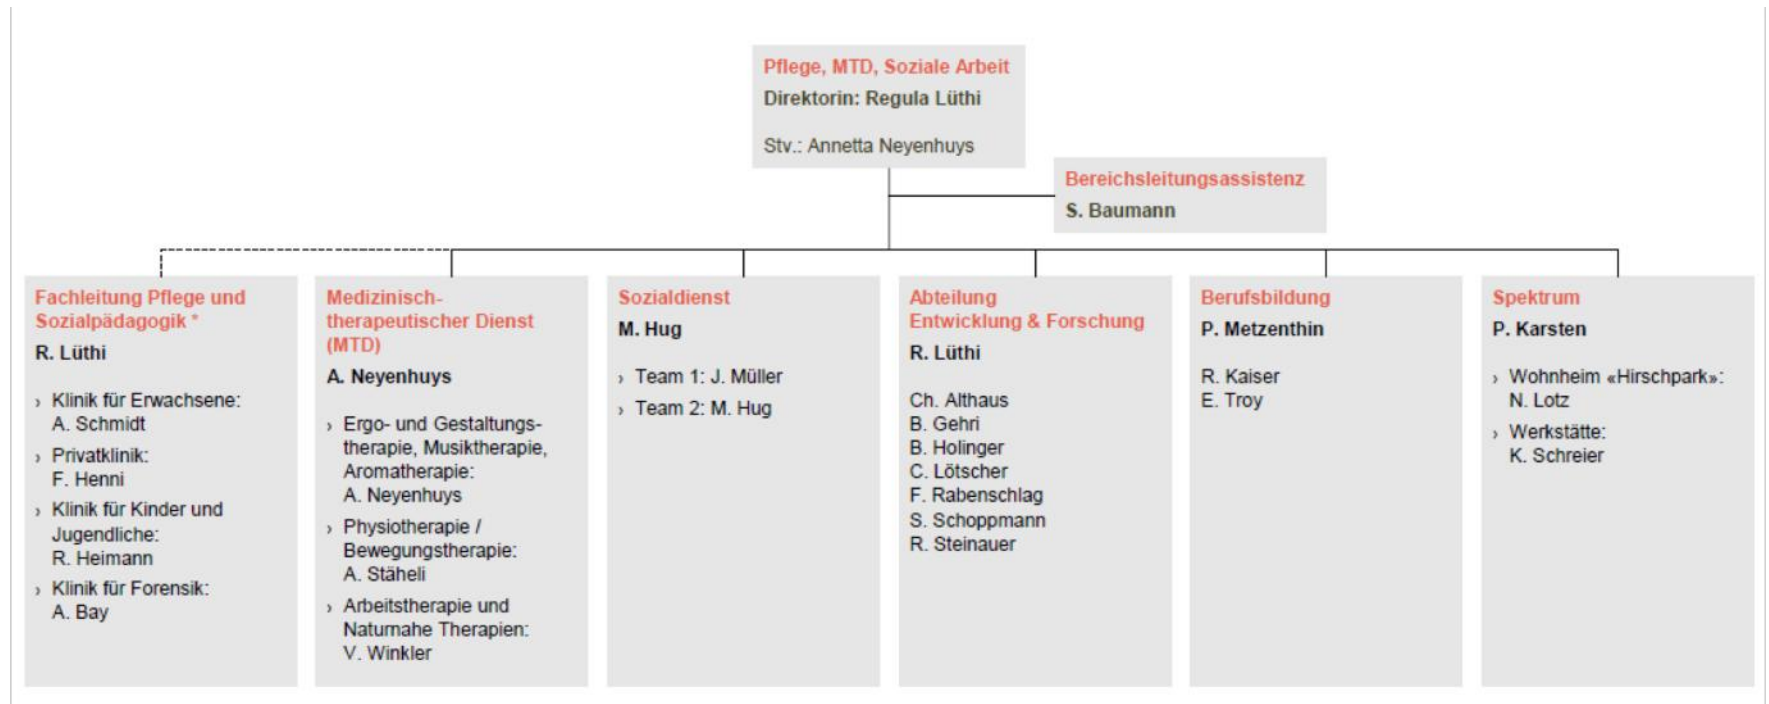 Pflege, MTD, Soziale Arbeit
Direktorin: Regula Lüthi
Stv.: Annetta Neyenhuys
Bereichsleitungsassistenz
S. Baumann
Fachleitung Pflege und
Sozialpädagogik *
R. Lüthi
› Klinik für Erwachsene:
A. Schmidt
› Privatklinik:
F. Henni
› Klinik für Kinder und
Jugendliche:
R. Heimann
› Klinik für Forensik:
A. Bay
Medizinisch-
therapeutischer Dienst
(MTD)
A. Neyenhuys
› Ergo- und Gestaltungs-
therapie, Musiktherapie,
Aromatherapie:
A. Neyenhuys
› Physiotherapie /
Bewegungstherapie:
A. Stäheli
› Arbeitstherapie und
Naturnahe Therapien:
V. Winkler
Sozialdienst
M. Hug
› Team 1: J. Müller
› Team 2: M. Hug
Abteilung
Entwicklung & Forschung
R. Lüthi
Ch. Althaus
B. Gehri
B. Holinger
C. Lötscher
F. Rabenschlag
S. Schoppmann
R. Steinauer
Berufsbildung
P. Metzenthin
R. Kaiser
E. Troy
Spektrum
P. Karsten
› Wohnheim «Hirschpark»:
N. Lotz
› Werkstätte:
K. Schreier